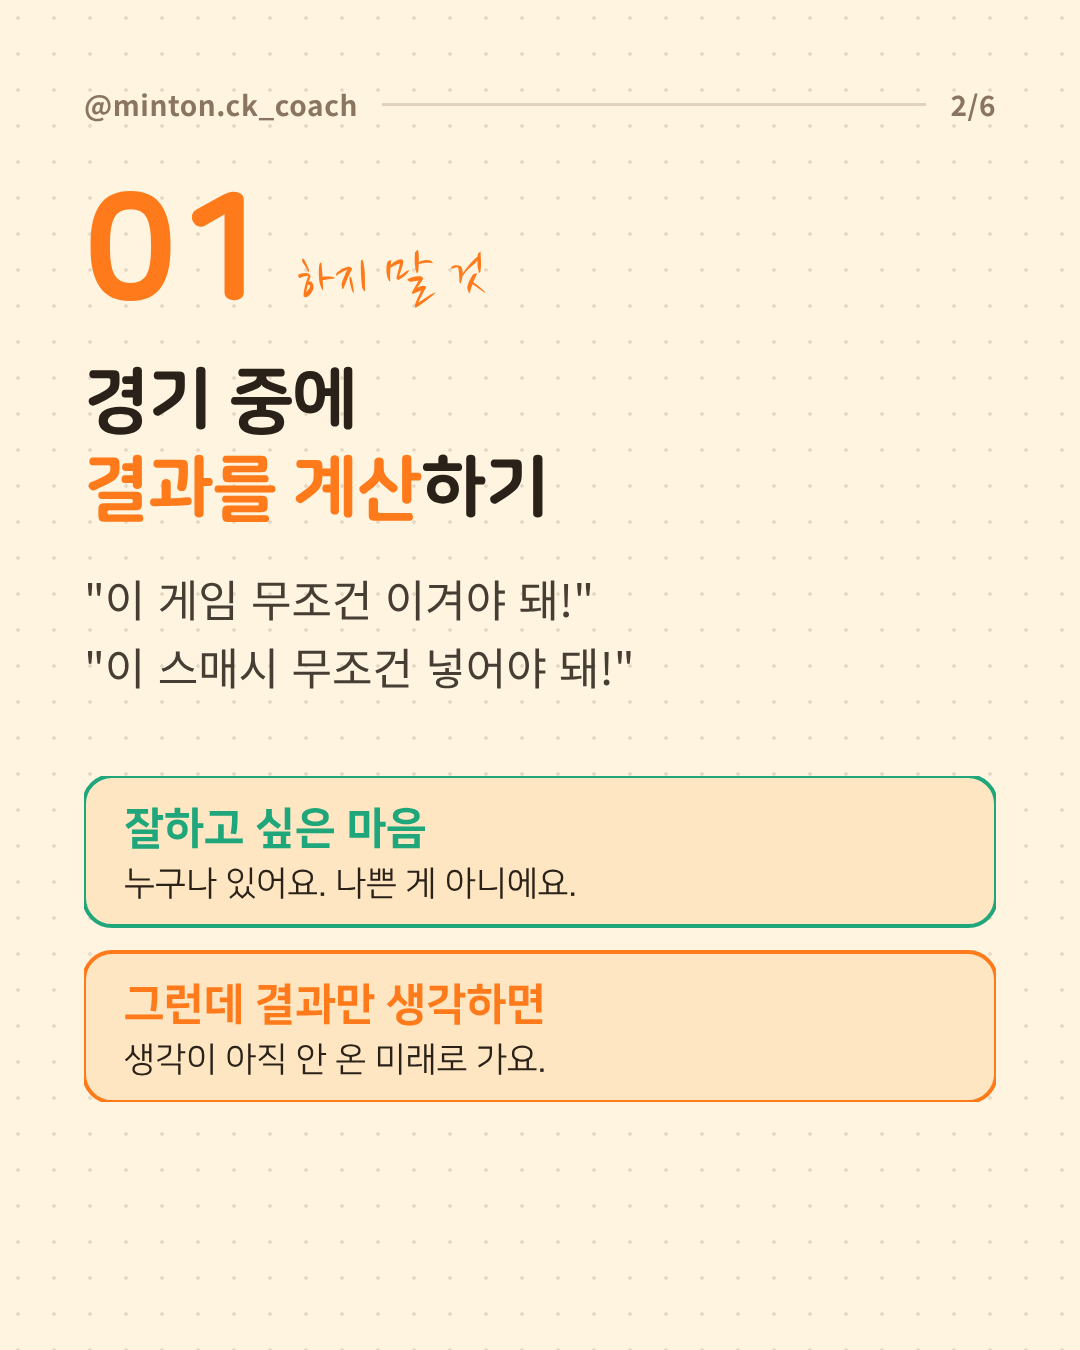 @minton.ck_coach 2/6
01 하지 말 것
경기 중에
결과를 계산하기
"이 게임 무조건 이겨야 돼!"
"이 스매시 무조건 넣어야 돼!"
잘하고 싶은 마음
누구나 있어요. 나쁜 게 아니에요.
그런데 결과만 생각하면
생각이 아직 안 온 미래로 가요.